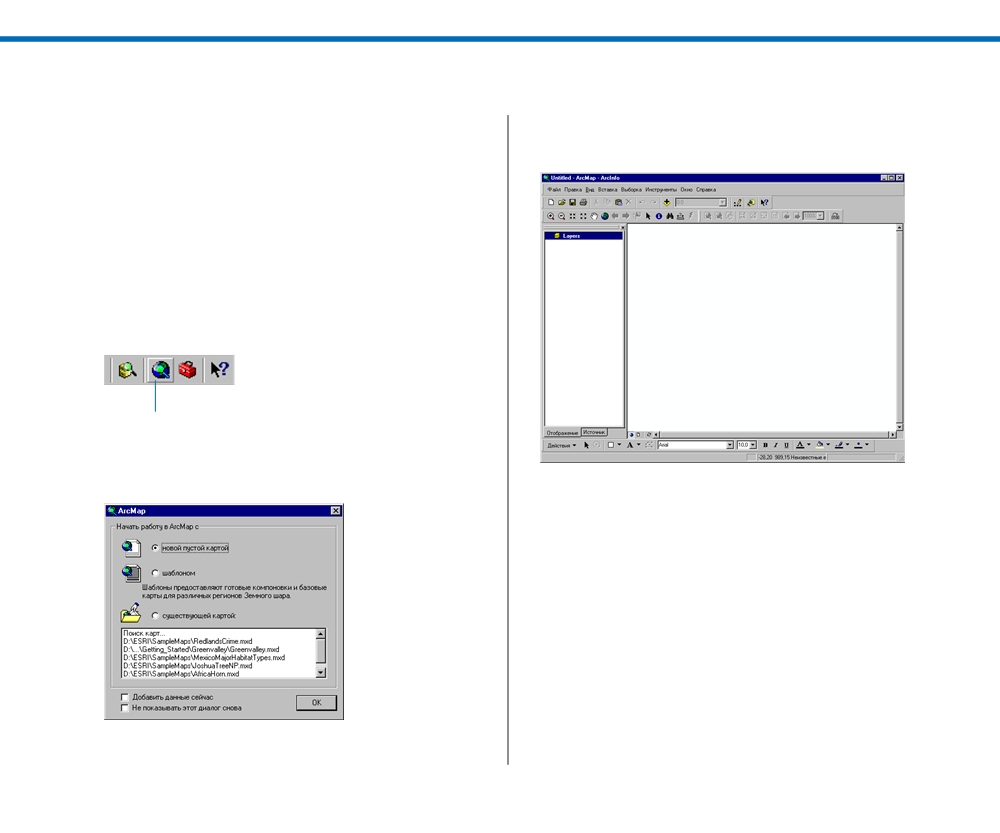 ArcMap
Начать работу в ArcMap с
новой пустой картой
шаблоном
Шаблоны предоставляют готовые компоновки и базовые
карты для различных регионов Земного шара.
существующей картой:
Поиск карт...
D:\ESRI\SampleMaps\RedlandsCrime.mxd
D:\...\Getting_Started\Greenvalley\Greenvalley.mxd
D:\ESRI\SampleMaps\MexicoMajorHabitatTypes.mxd
D:\ESRI\SampleMaps\JoshuaTreeNP.mxd
D:\ESRI\SampleMaps\AfricaHorn.mxd
Добавить данные сейчас
Не показывать этот диалог снова
OK
Untitled - ArcMap - ArcInfo
Файл Правка Вид Вставка Выборка Инструменты Окно Справка
Layers
Отображение Источник
Действия A Arial 10,0 B I U A
-28,20 989,15 Неизвестные е